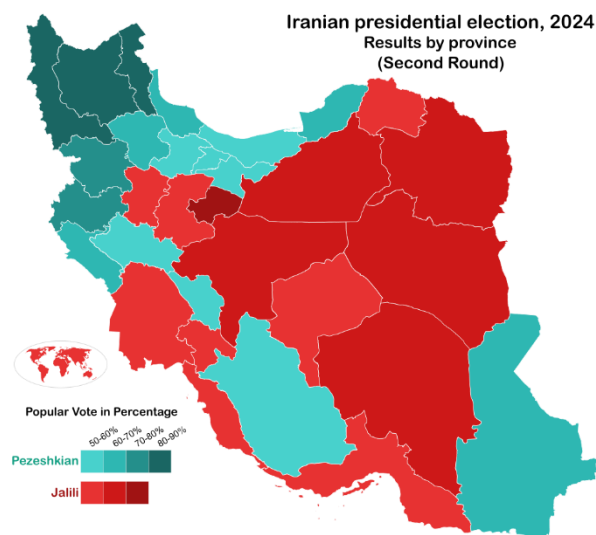 Iranian presidential election, 2024
Results by province
(Second Round)
Popular Vote in Percentage
50-60% 60-70% 70-80% 80-90%
Pezeshkian
Jalili